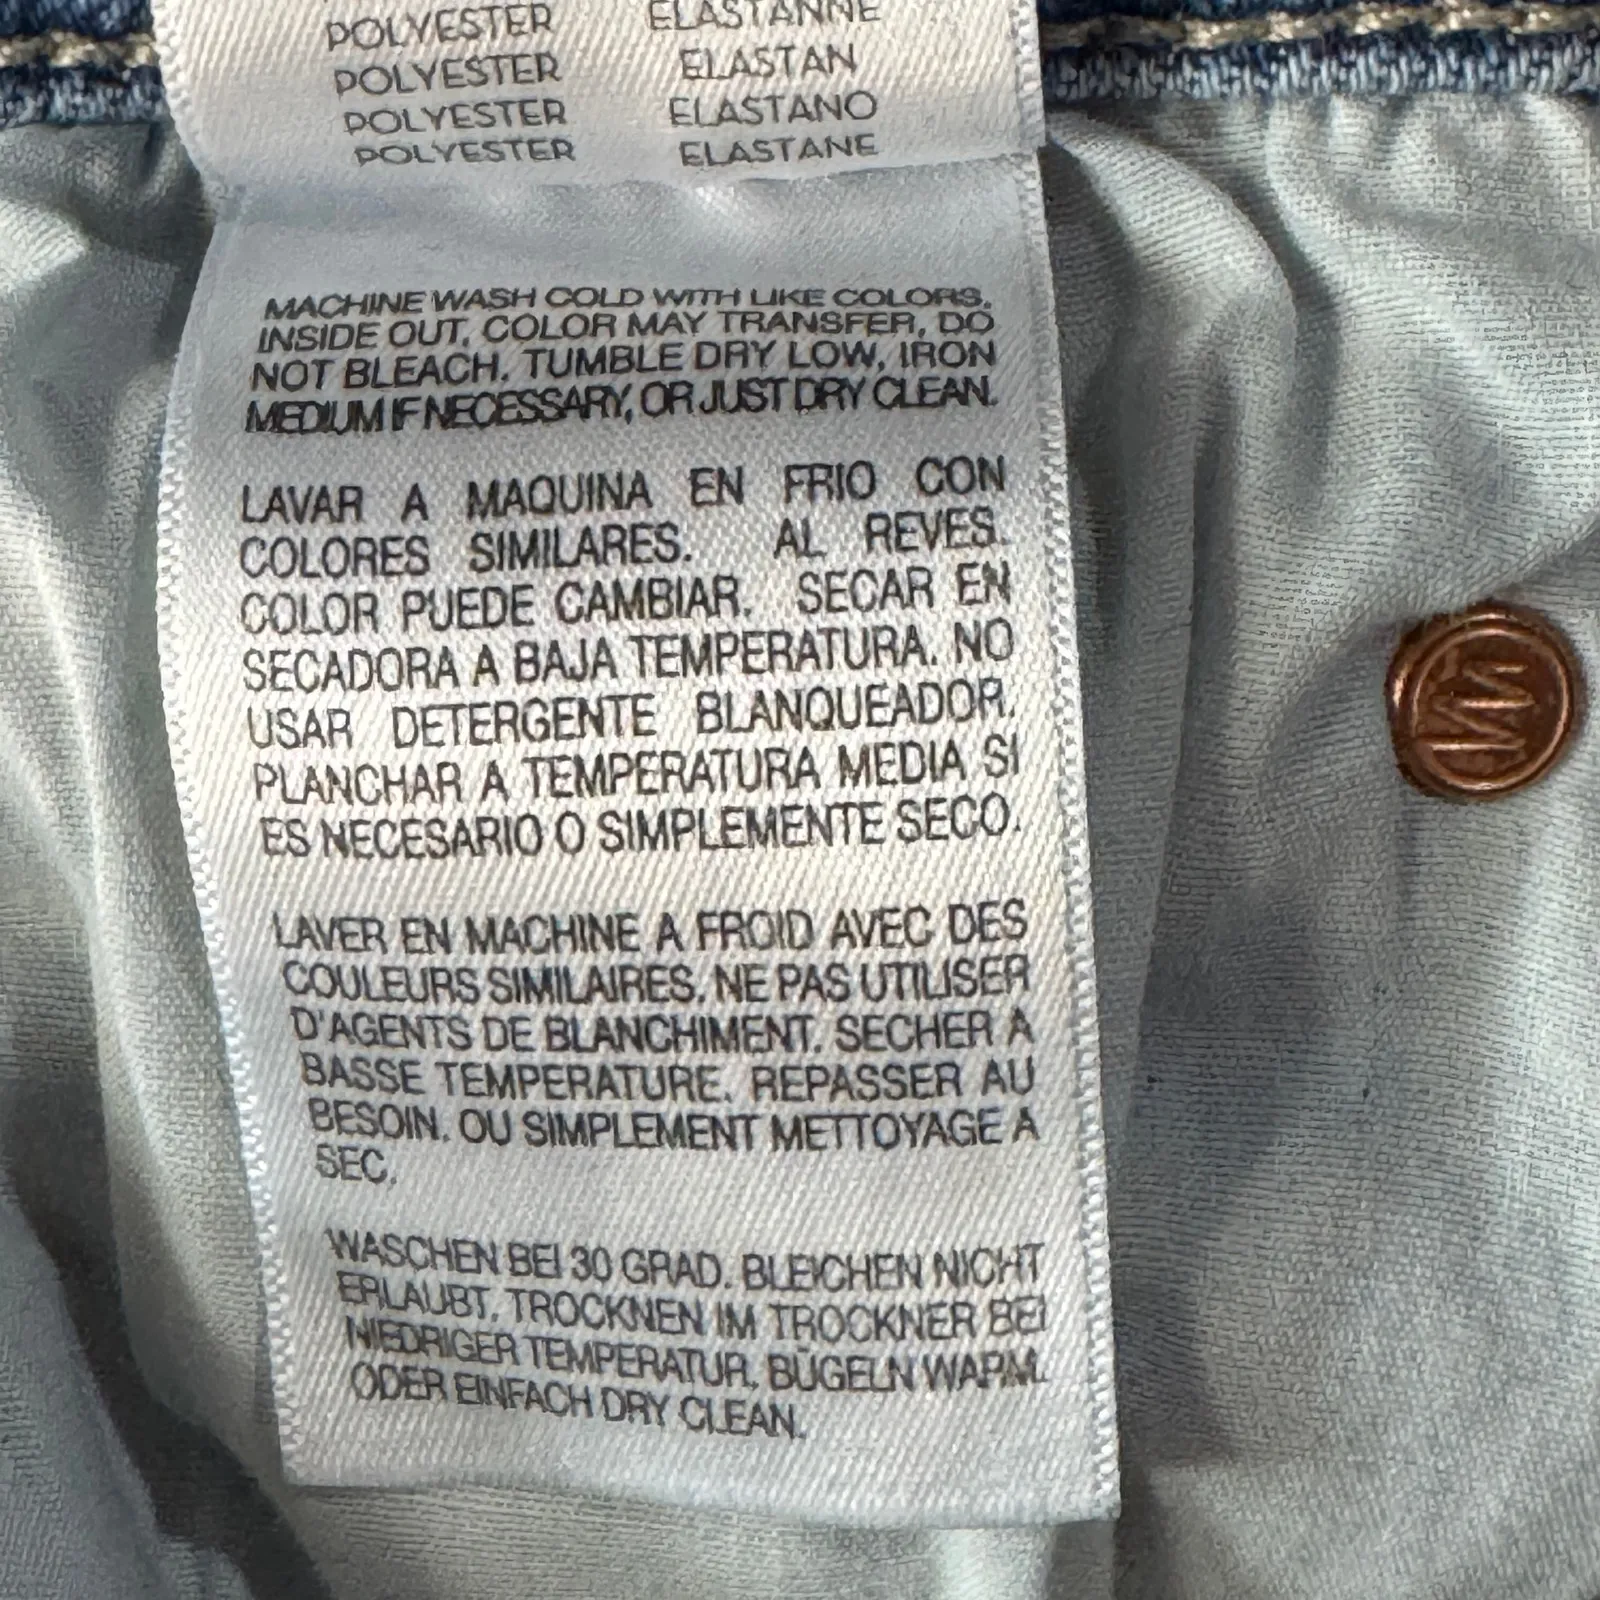 POLYESTER ELASTANNE
POLYESTER ELASTAN
POLYESTER ELASTANO
POLYESTER ELASTANE
MACHINE WASH COLD WITH LIKE COLORS,
INSIDE OUT, COLOR MAY TRANSFER, DO
NOT BLEACH. TUMBLE DRY LOW, IRON
MEDIUM IF NECESSARY, OR JUST DRY CLEAN.
LAVAR A MAQUINA EN FRIO CON
COLORES SIMILARES. AL REVES.
COLOR PUEDE CAMBIAR. SECAR EN
SECADORA A BAJA TEMPERATURA. NO
USAR DETERGENTE BLANQUEADOR.
PLANCHAR A TEMPERATURA MEDIA SI
ES NECESARIO O SIMPLEMENTE SECO.
LAVER EN MACHINE A FROID AVEC DES
COULEURS SIMILAIRES. NE PAS UTILISER
D'AGENTS DE BLANCHIMENT. SECHER A
BASSE TEMPERATURE. REPASSER AU
BESOIN. OU SIMPLEMENT METTOYAGE A
SEC.
WASCHEN BEI 30 GRAD. BLEICHEN NICHT
ERLAUBT. TROCKNEN IM TROCKNER BEI
NIEDRIGER TEMPERATUR. BÜGELN WARM.
ODER EINFACH DRY CLEAN.